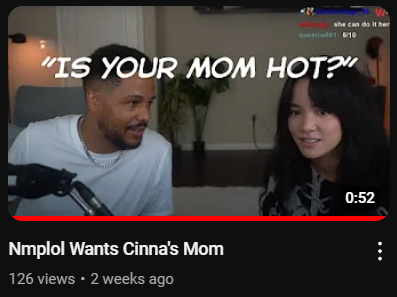 W
she can do it her
8/10
"IS YOUR MOM HOT?"
0:52
Nmplol Wants Cinna's Mom
126 views • 2 weeks ago